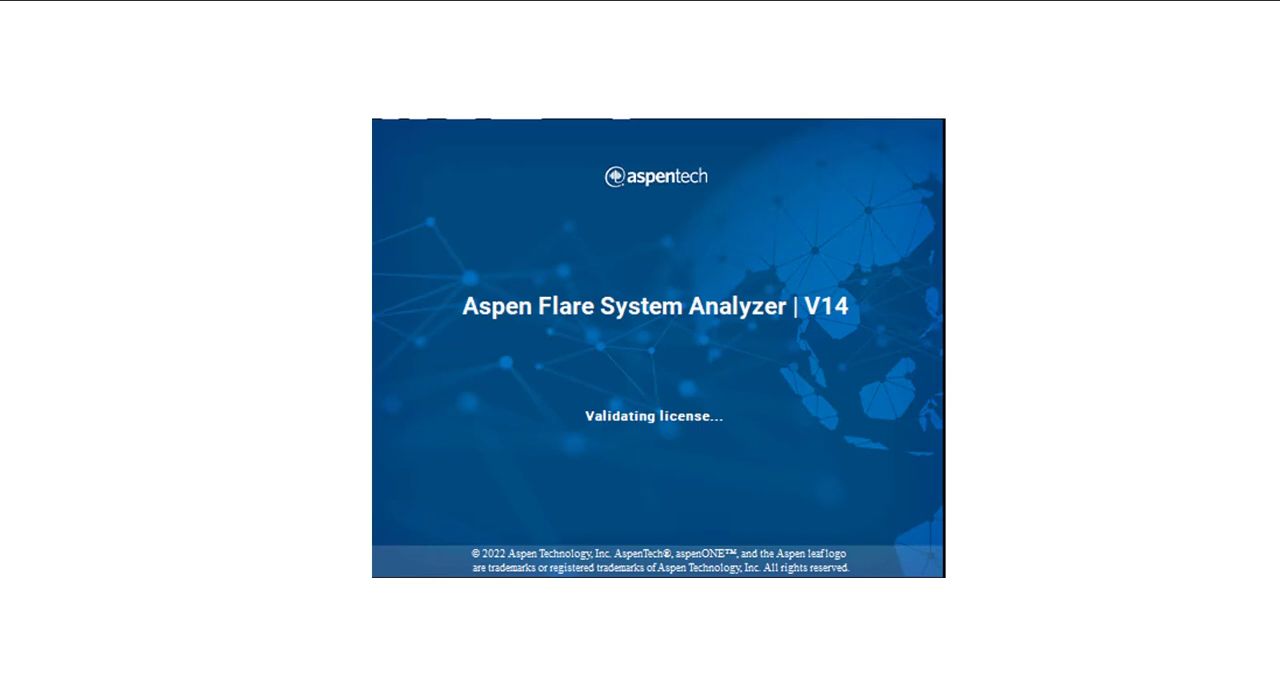 aspentech
Aspen Flare System Analyzer | V14
Validating license...
© 2022 Aspen Technology, Inc. AspenTech®, aspenONE™, and the Aspen leaf logo
are trademarks or registered trademarks of Aspen Technology, Inc. All rights reserved.